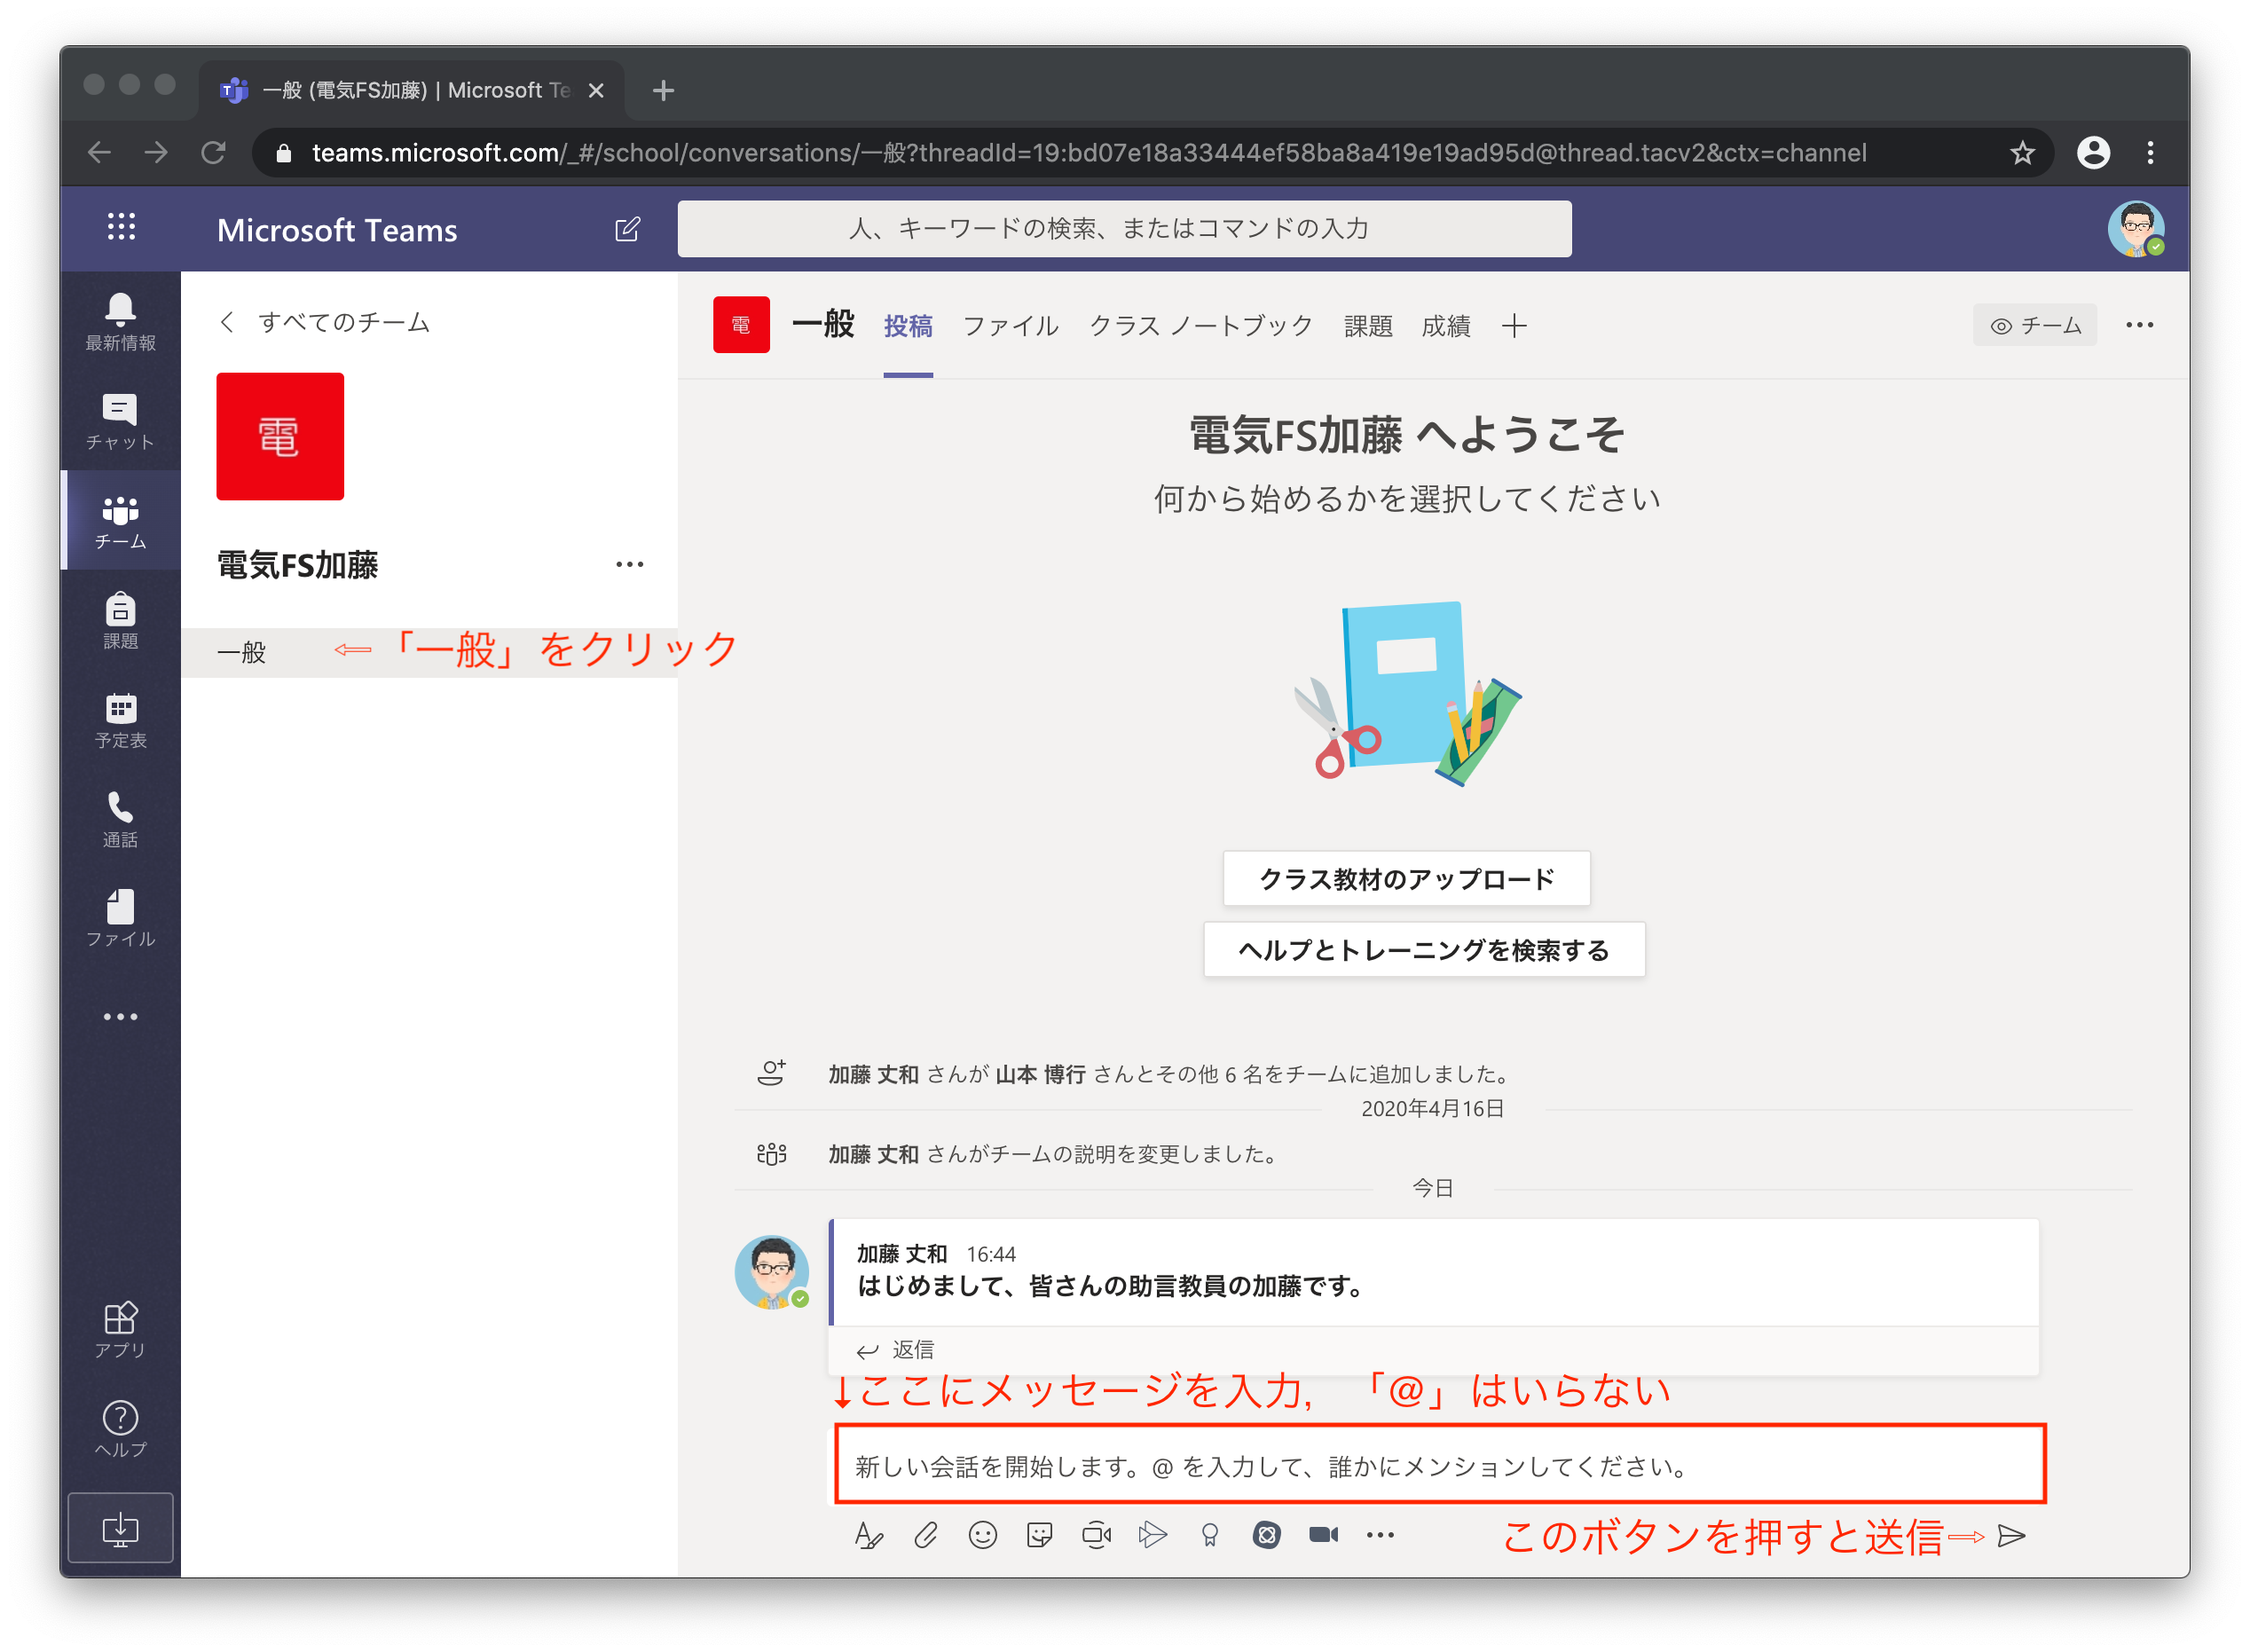 一般 (電気FS加藤) | Microsoft Te
teams.microsoft.com/_#/school/conversations/一般?threadId=19:bd07e18a33444ef58ba8a419e19ad95d@thread.tacv2&ctx=channel
Microsoft Teams
人、キーワードの検索、またはコマンドの入力
最新情報
チャット
チーム
課題
予定表
通話
ファイル
アプリ
ヘルプ
すべてのチーム
電
電気FS加藤
一般
⇐「一般」をクリック
電
一般 投稿 ファイル クラス ノートブック 課題 成績
チーム
電気FS加藤 へようこそ
何から始めるかを選択してください
クラス教材のアップロード
ヘルプとトレーニングを検索する
加藤 丈和 さんが 山本 博行 さんとその他 6 名をチームに追加しました。
2020年4月16日
加藤 丈和 さんがチームの説明を変更しました。
今日
加藤 丈和 16:44
はじめまして、皆さんの助言教員の加藤です。
返信
↓ここにメッセージを入力, 「@」はいらない
新しい会話を開始します。@ を入力して、誰かにメンションしてください。
このボタンを押すと送信⇨